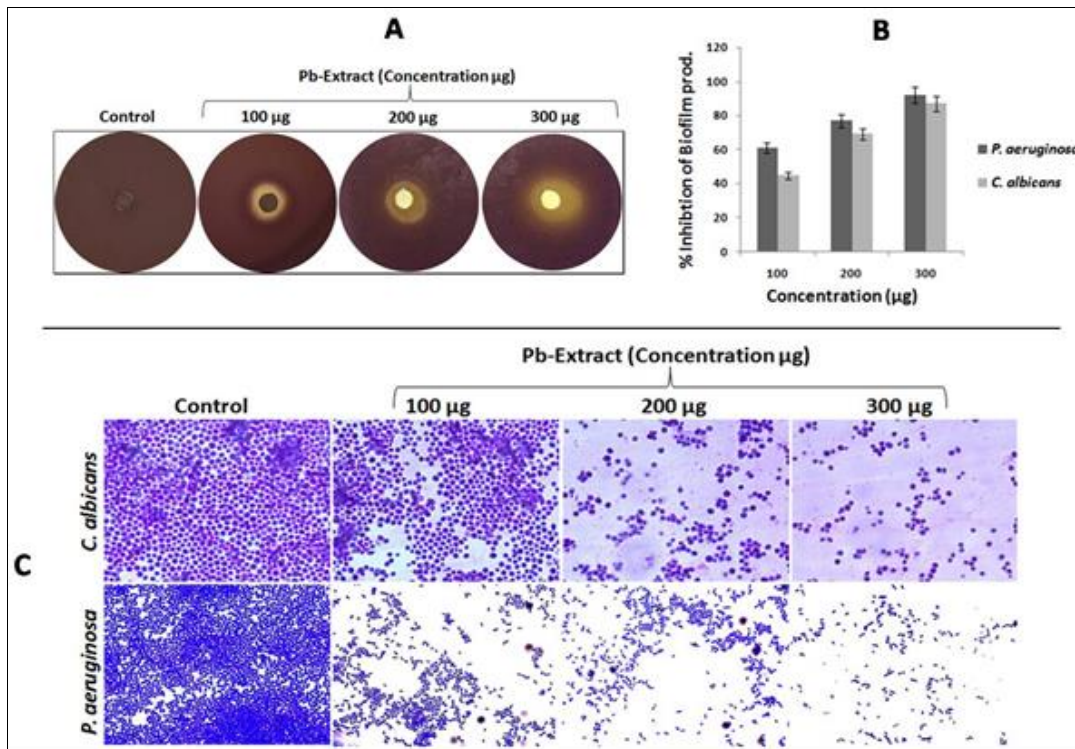 A
Pb-Extract (Concentration µg)
Control
100 µg
200 µg
300 µg
B
% Inhibtion of Biofilm prod.
120
100
80
60
40
20
0
100
200
300
Concentration (µg)
P. aeruginosa
C. albicans
Pb-Extract (Concentration µg)
Control
100 µg
200 µg
300 µg
C
C. albicans
P. aeruginosa